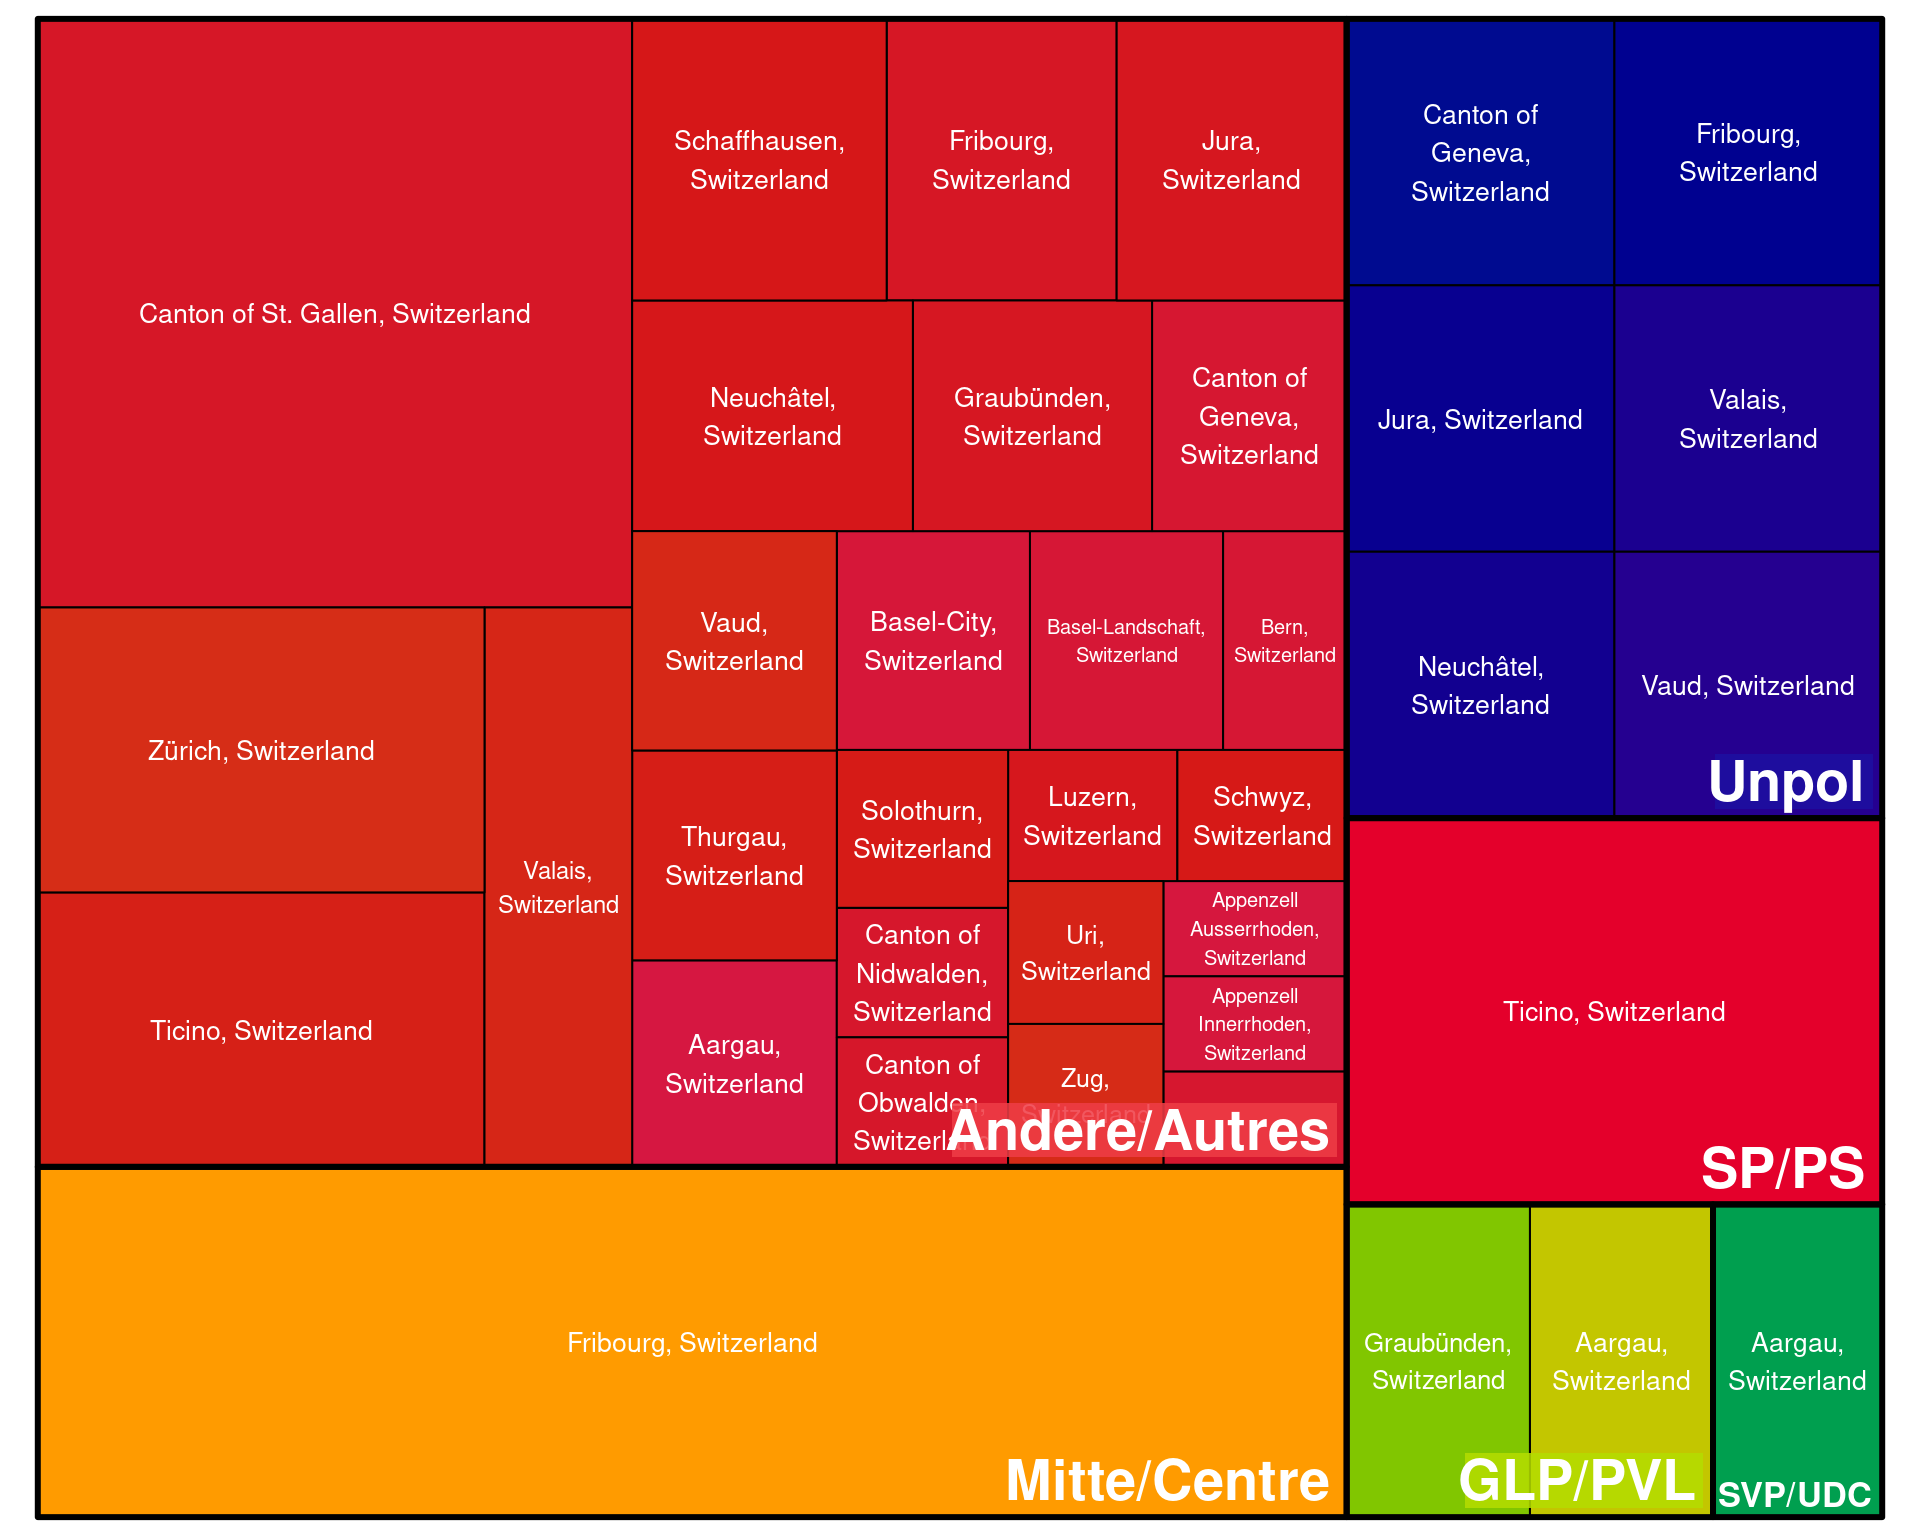 Canton of St. Gallen, Switzerland
Schaffhausen,
Switzerland
Fribourg,
Switzerland
Jura,
Switzerland
Neuchâtel,
Switzerland
Graubünden,
Switzerland
Canton of
Geneva,
Switzerland
Zürich, Switzerland
Ticino, Switzerland
Valais,
Switzerland
Vaud,
Switzerland
Basel-City,
Switzerland
Basel-Landschaft,
Switzerland
Bern,
Switzerland
Thurgau,
Switzerland
Aargau,
Switzerland
Solothurn,
Switzerland
Luzern,
Switzerland
Schwyz,
Switzerland
Canton of
Nidwalden,
Switzerland
Canton of
Obwalden,
Switzerland
Uri,
Switzerland
Zug,
Switzerland
Appenzell
Ausserrhoden,
Switzerland
Appenzell
Innerrhoden,
Switzerland
Andere/Autres
Fribourg, Switzerland
Mitte/Centre
Canton of
Geneva,
Switzerland
Fribourg,
Switzerland
Jura, Switzerland
Valais,
Switzerland
Neuchâtel,
Switzerland
Vaud, Switzerland
Unpol
Ticino, Switzerland
SP/PS
Graubünden,
Switzerland
Aargau,
Switzerland
GLP/PVL
Aargau,
Switzerland
SVP/UDC